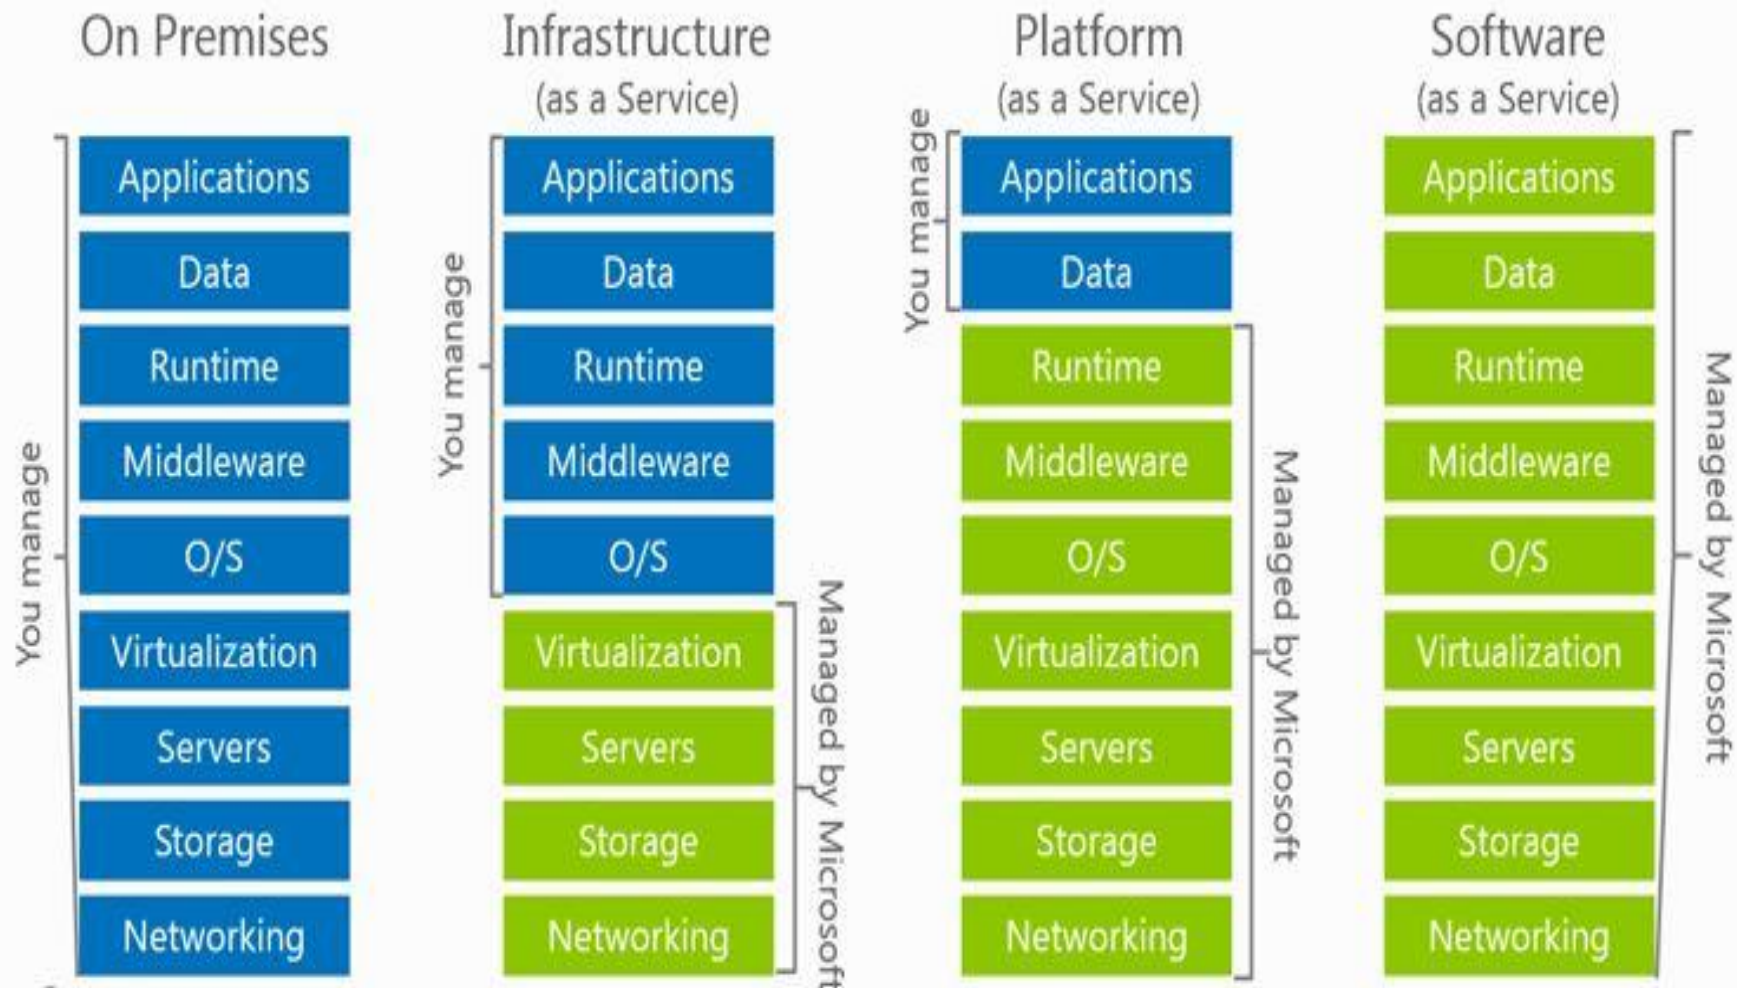 On Premises
You manage
Applications
Data
Runtime
Middleware
O/S
Virtualization
Servers
Storage
Networking
Infrastructure
(as a Service)
You manage
Applications
Data
Runtime
Middleware
O/S
Virtualization
Servers
Storage
Networking
Managed by Microsoft
Platform
(as a Service)
You manage
Applications
Data
Runtime
Middleware
O/S
Virtualization
Servers
Storage
Networking
Managed by Microsoft
Software
(as a Service)
Applications
Data
Runtime
Middleware
O/S
Virtualization
Servers
Storage
Networking
Managed by Microsoft